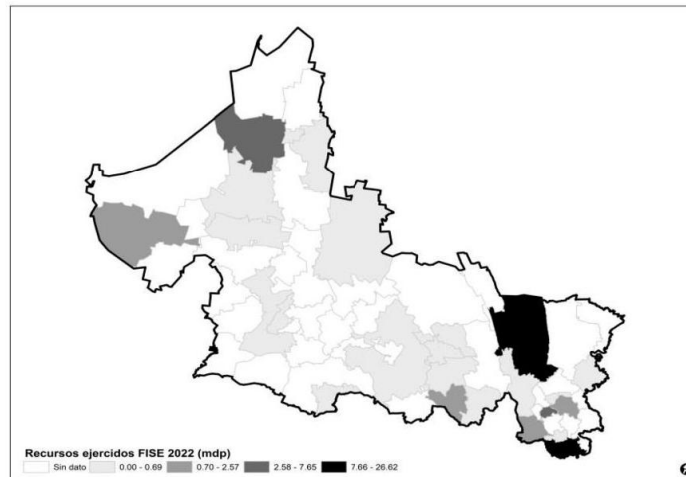 Recursos ejercidos FISE 2022 (mdp)
Sin dato 0.00 - 0.69 0.70 - 2.57 2.58 - 7.65 7.66 - 26.62